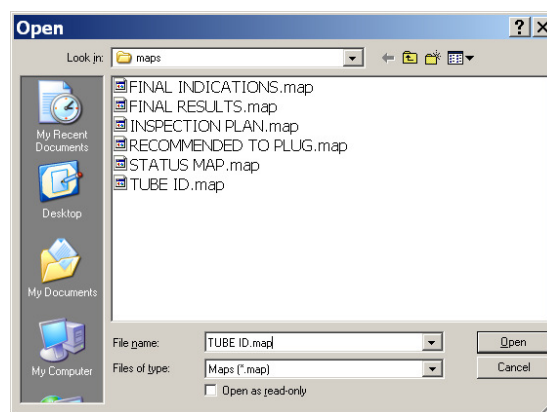 Open
Look in: maps
FINAL INDICATIONS.map
FINAL RESULTS.map
INSPECTION PLAN.map
RECOMMENDED TO PLUG.map
STATUS MAP.map
TUBE ID.map
My Recent
Documents
Desktop
My Documents
My Computer
File name: TUBE ID.map Open
Files of type: Maps (*.map) Cancel
Open as read-only